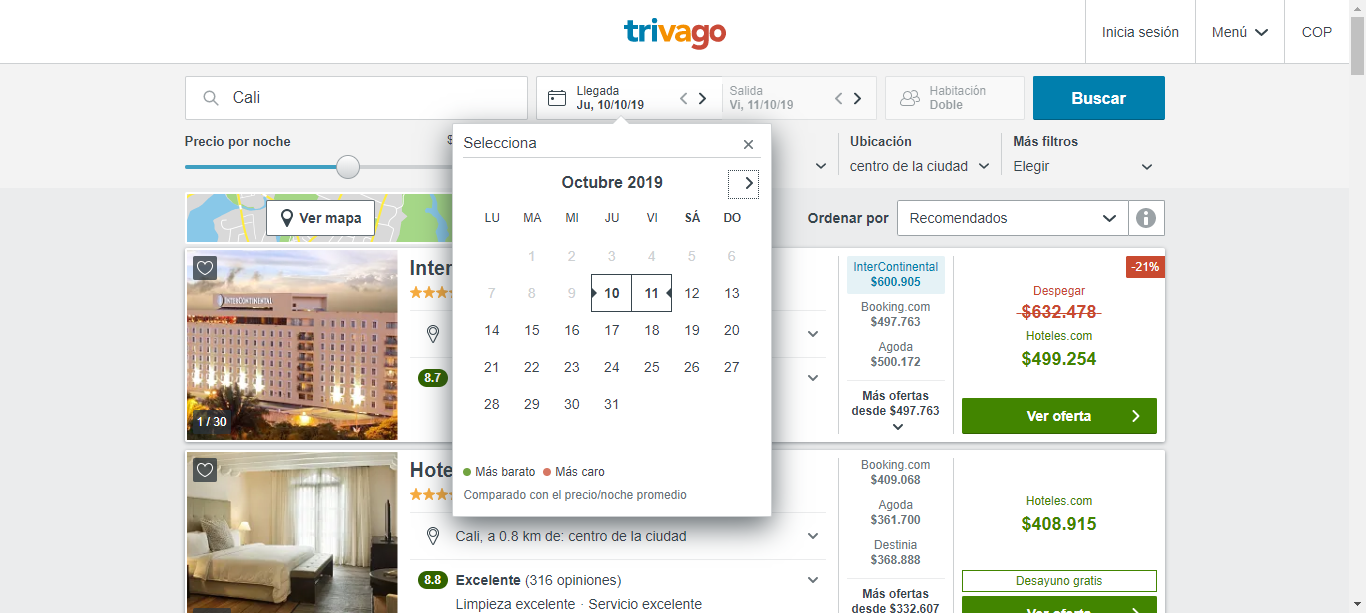 trivago
Inicia sesión
Menú
COP
Cali
Llegada
Ju, 10/10/19
Salida
Vi, 11/10/19
Habitación
Doble
Buscar
Precio por noche
$
Ubicación
centro de la ciudad
Más filtros
Elegir
Selecciona
Octubre 2019
LU MA MI JU VI SÁ DO
1 2 3 4 5 6
7 8 9 10 11 12 13
14 15 16 17 18 19 20
21 22 23 24 25 26 27
28 29 30 31
Más barato Más caro
Comparado con el precio/noche promedio
Ver mapa
Ordenar por
Recomendados
INTERCONTINENTAL
1 / 30
Inter
8.7
InterContinental
$600.905
Booking.com
$497.763
Agoda
$500.172
Más ofertas
desde $497.763
-21%
Despegar
$632.478
Hoteles.com
$499.254
Ver oferta
Hote
Cali, a 0.8 km de: centro de la ciudad
8.8 Excelente (316 opiniones)
Limpieza excelente · Servicio excelente
Booking.com
$409.068
Agoda
$361.700
Destinia
$368.888
Más ofertas
desde $332.607
Hoteles.com
$408.915
Desayuno gratis
Ver oferta